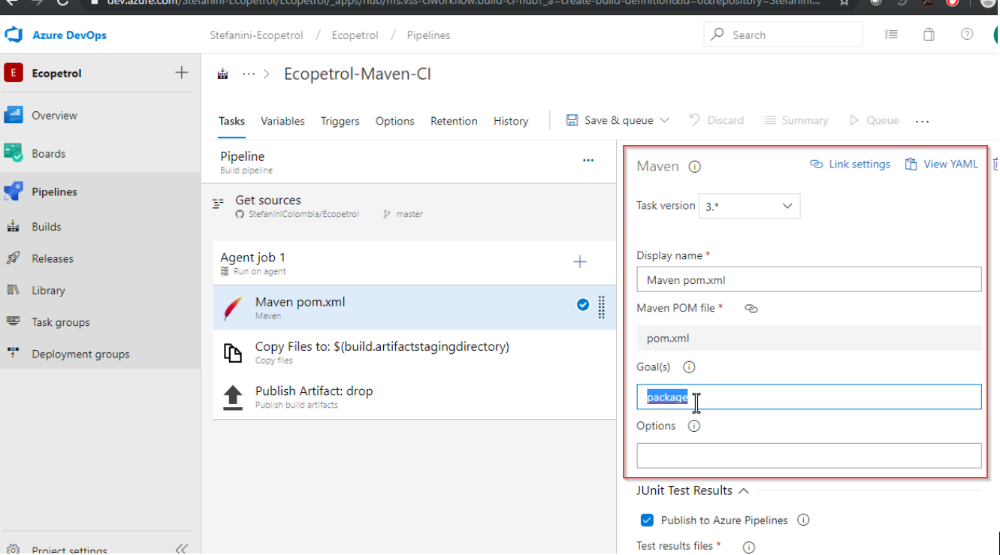 dev.azure.com/Stefanini-Ecopetrol/Ecopetrol/_apps/hub/ms.vss-ciworkflow.build-ci-hub?_a=create-build-definition&id=0&repository=Stefanini...
Azure DevOps
Stefanini-Ecopetrol / Ecopetrol / Pipelines
Search
E Ecopetrol
... > Ecopetrol-Maven-CI
Overview
Boards
Pipelines
Builds
Releases
Library
Task groups
Deployment groups
Project settings
Tasks Variables Triggers Options Retention History
Save & queue Discard Summary Queue ...
Pipeline
Build pipeline
Get sources
StefaniniColombia/Ecopetrol master
Agent job 1
Run on agent
Maven pom.xml
Maven
Copy Files to: $(build.artifactstagingdirectory)
Copy files
Publish Artifact: drop
Publish build artifacts
Maven
Link settings View YAML
Task version 3.*
Display name *
Maven pom.xml
Maven POM file *
pom.xml
Goal(s)
package
Options
JUnit Test Results
Publish to Azure Pipelines
Test results files *